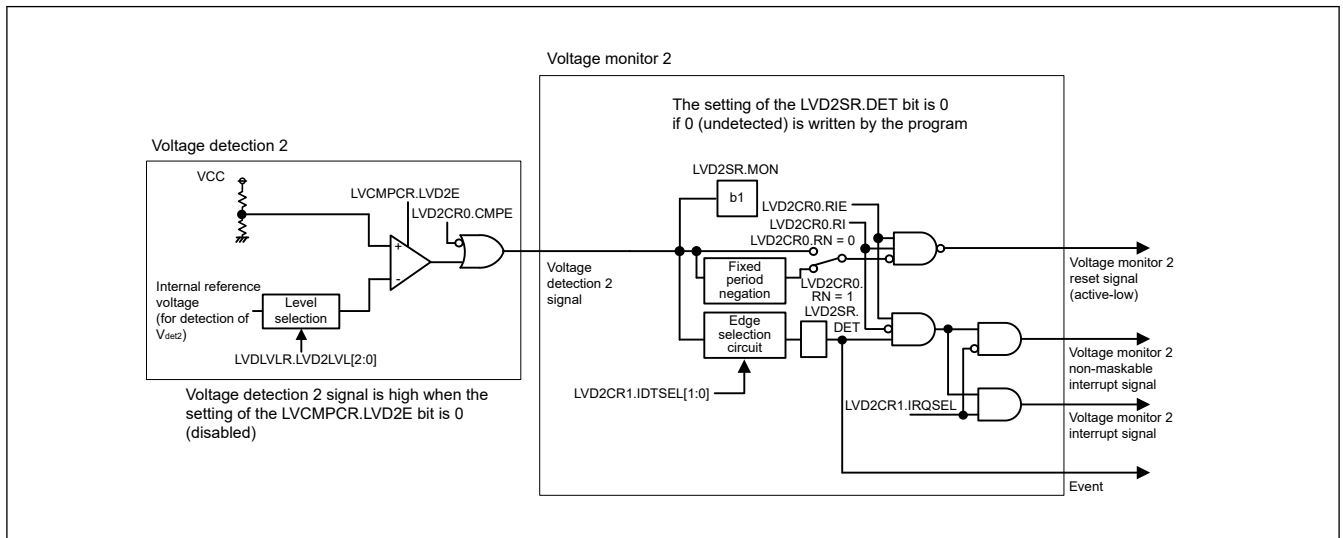 Voltage monitor 2
The setting of the LVD2SR.DET bit is 0
if 0 (undetected) is written by the program
Voltage detection 2
VCC
LVCMPCR.LVD2E
LVD2CR0.CMPE
+
-
Internal reference
voltage
(for detection of
Vdet2)
Level
selection
LVDLVLR.LVD2LVL[2:0]
Voltage detection 2 signal is high when the
setting of the LVCMPCR.LVD2E bit is 0
(disabled)
Voltage
detection 2
signal
LVD2SR.MON
b1
LVD2CR0.RIE
LVD2CR0.RI
LVD2CR0.RN = 0
Fixed
period
negation
LVD2CR0.
RN = 1
LVD2SR.
DET
Edge
selection
circuit
LVD2CR1.IDTSEL[1:0]
LVD2CR1.IRQSEL
Voltage monitor 2
reset signal
(active-low)
Voltage monitor 2
non-maskable
interrupt signal
Voltage monitor 2
interrupt signal
Event